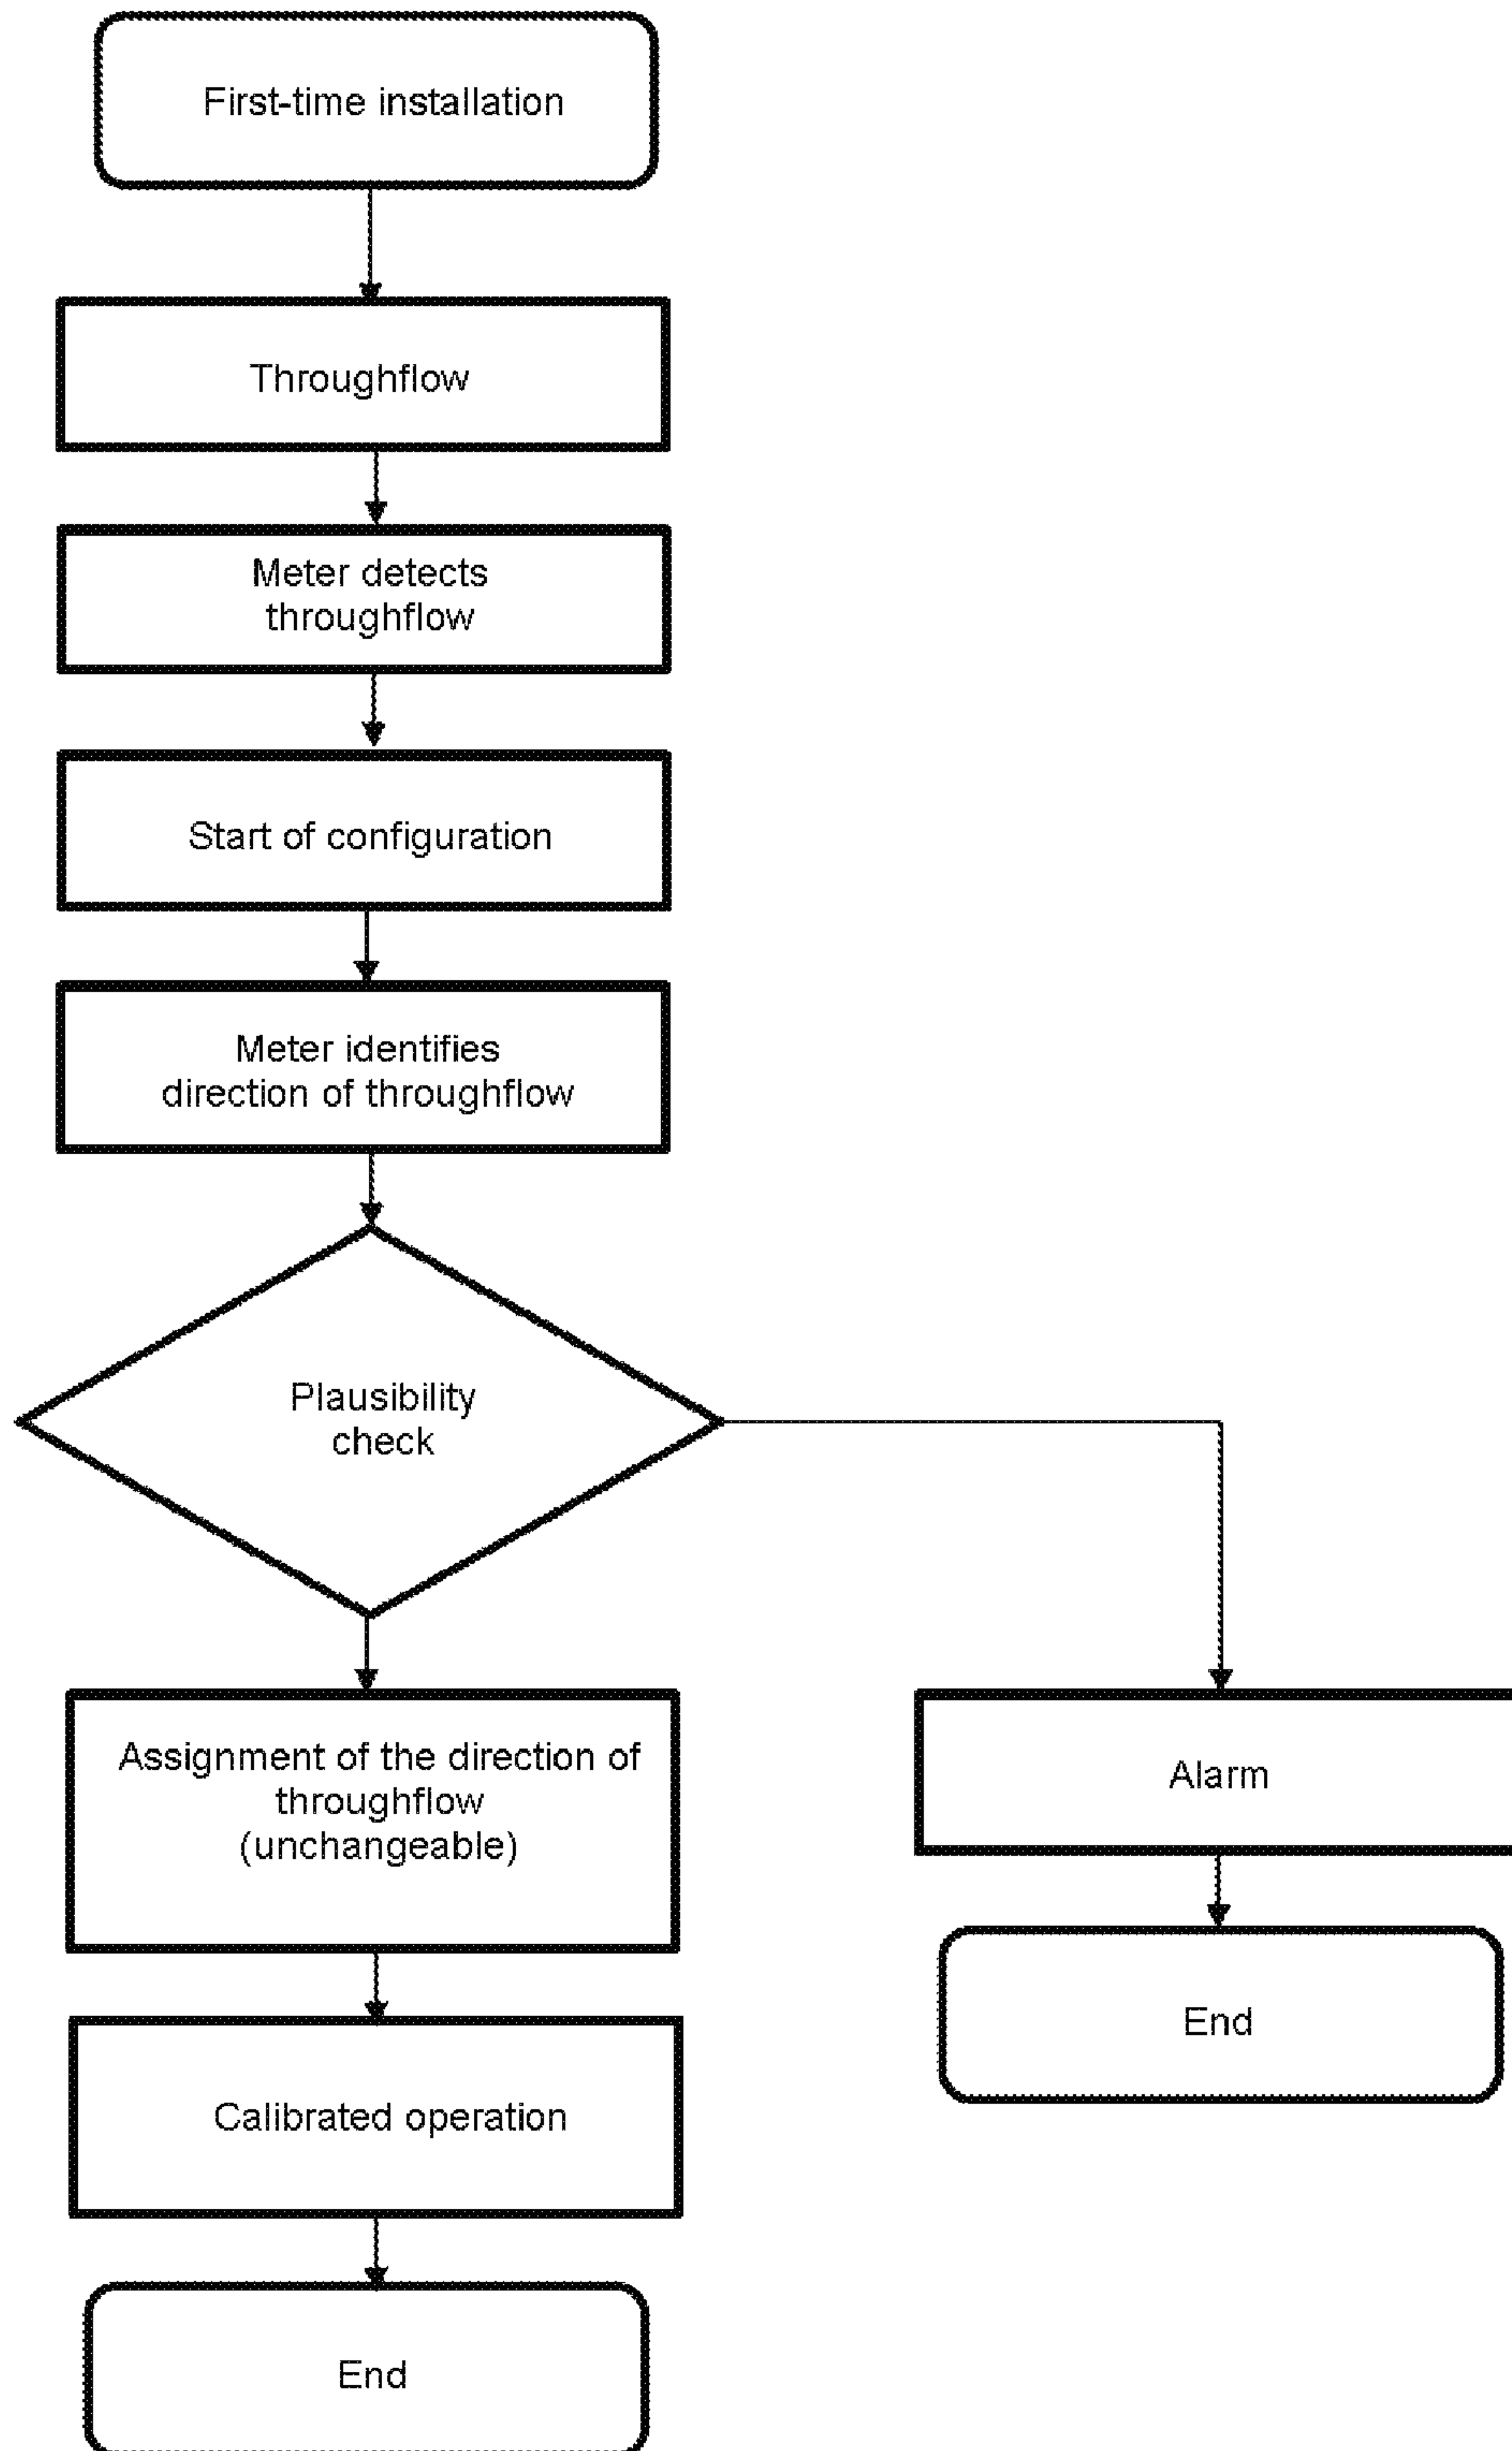 First-time installation
Throughflow
Meter detects
throughflow
Start of configuration
Meter identifies
direction of throughflow
Plausibility
check
Assignment of the direction of
throughflow
(unchangeable)
Alarm
End
Calibrated operation
End